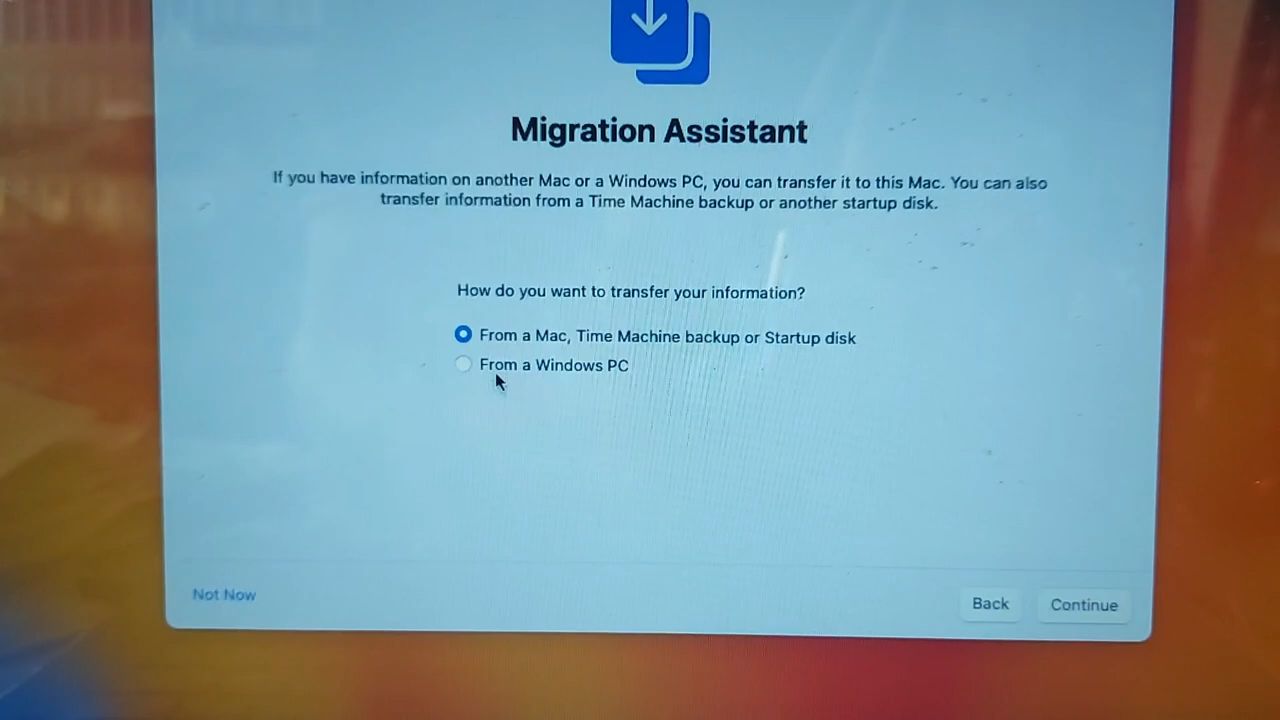 Migration Assistant
If you have information on another Mac or a Windows PC, you can transfer it to this Mac. You can also
transfer information from a Time Machine backup or another startup disk.
How do you want to transfer your information?
From a Mac, Time Machine backup or Startup disk
From a Windows PC
Not Now
Back
Continue